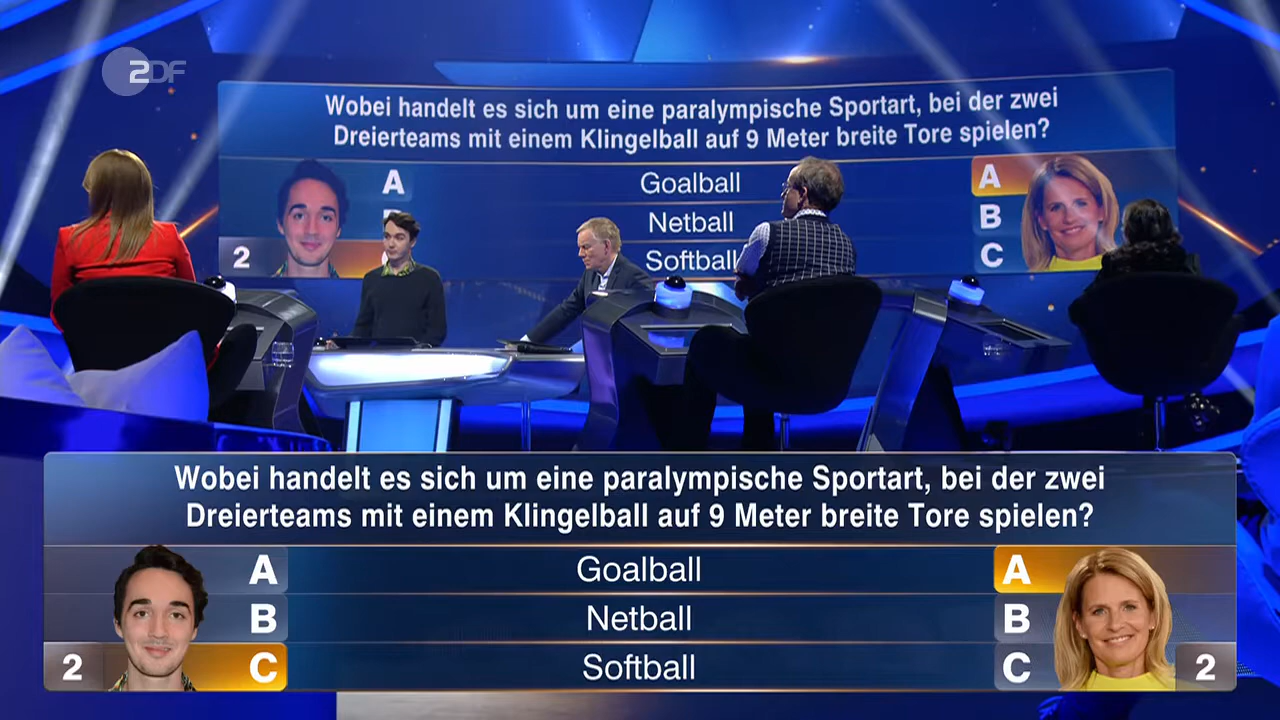 ZDF
Wobei handelt es sich um eine paralympische Sportart, bei der zwei
Dreierteams mit einem Klingelball auf 9 Meter breite Tore spielen?
A Goalball A
Netball B
2 Softball C
Wobei handelt es sich um eine paralympische Sportart, bei der zwei
Dreierteams mit einem Klingelball auf 9 Meter breite Tore spielen?
A Goalball A
B Netball B
2 C Softball C 2